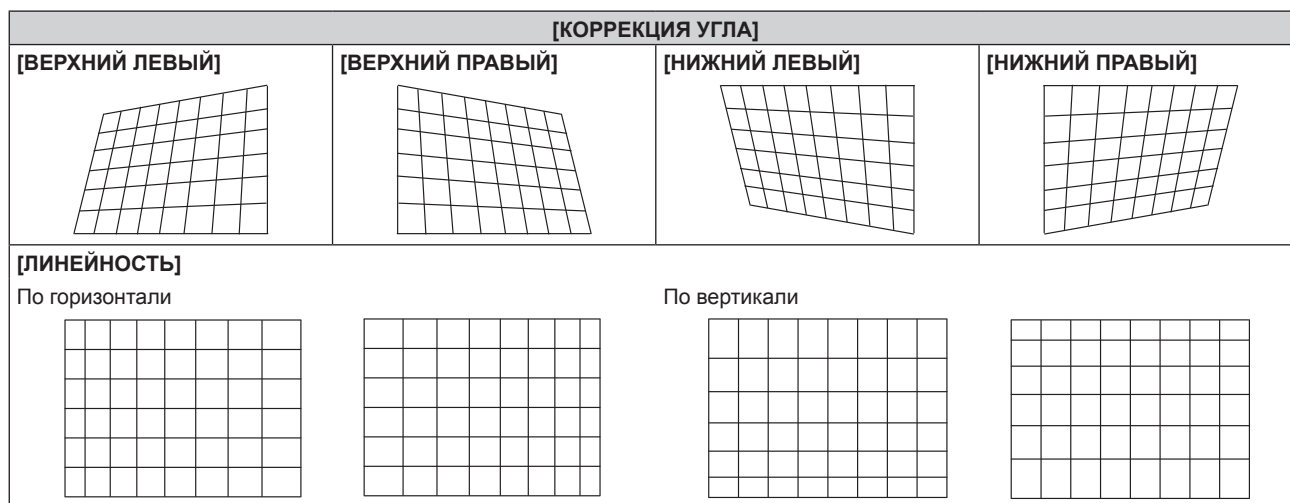 [КОРРЕКЦИЯ УГЛА]
[ВЕРХНИЙ ЛЕВЫЙ] [ВЕРХНИЙ ПРАВЫЙ] [НИЖНИЙ ЛЕВЫЙ] [НИЖНИЙ ПРАВЫЙ]
[ЛИНЕЙНОСТЬ]
По горизонтали По вертикали